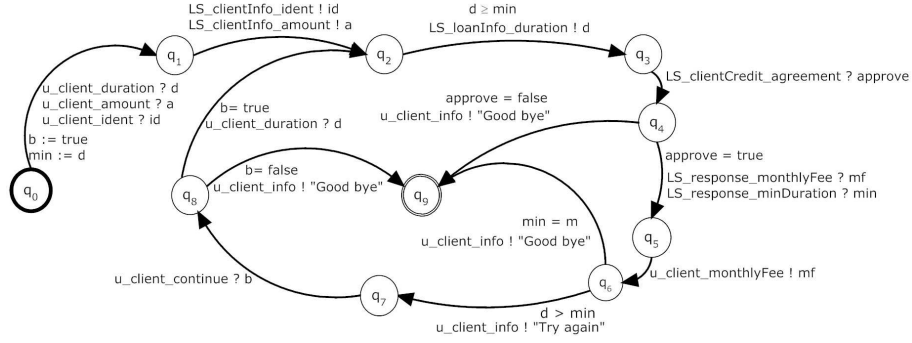 LS_clientInfo_ident ! id
LS_clientInfo_amount ! a
d ≥ min
LS_loanInfo_duration ! d
q1
q2
q3
LS_clientCredit_agreement ? approve
u_client_duration ? d
u_client_amount ? a
u_client_ident ? id
b := true
min := d
b= true
u_client_duration ? d
approve = false
u_client_info ! "Good bye"
q4
approve = true
LS_response_monthlyFee ? mf
LS_response_minDuration ? min
q0
q8
b= false
u_client_info ! "Good bye"
q9
min = m
u_client_info ! "Good bye"
q5
u_client_monthlyFee ! mf
u_client_continue ? b
q7
q6
d > min
u_client_info ! "Try again"